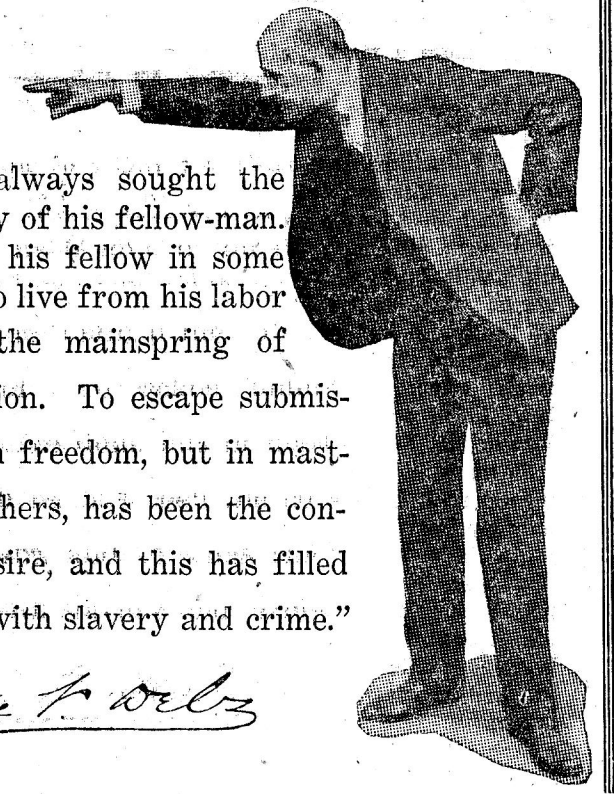 always sought the
y of his fellow-man.
his fellow in some
o live from his labor
the mainspring of
ion. To escape submis-
n freedom, but in mast-
hers, has been the con-
sire, and this has filled
with slavery and crime.”
e V Debs